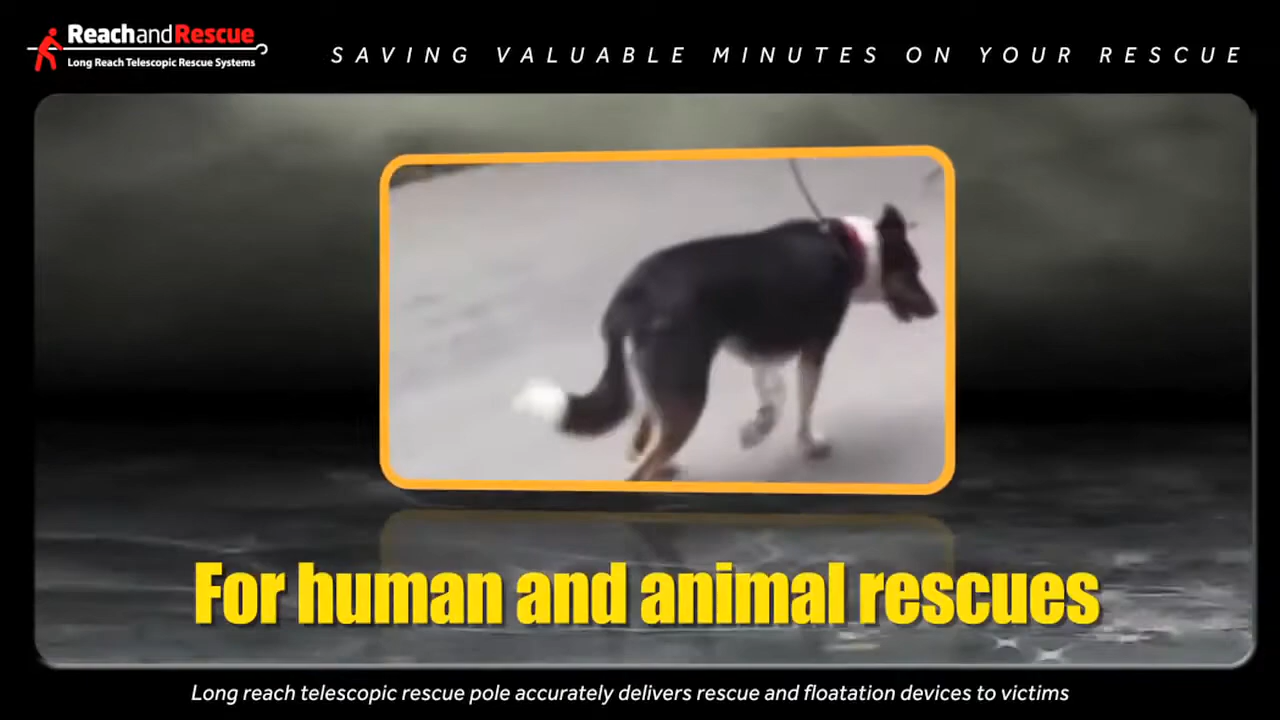 ReachandRescue
Long Reach Telescopic Rescue Systems
SAVING VALUABLE MINUTES ON YOUR RESCUE
For human and animal rescues
Long reach telescopic rescue pole accurately delivers rescue and floatation devices to victims